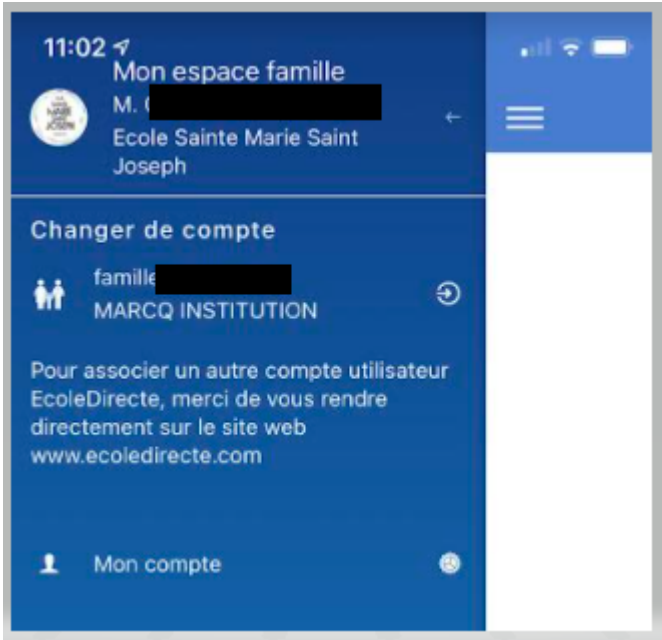 11:02
Mon espace famille
M.
Ecole Sainte Marie Saint
Joseph
Changer de compte
famille
MARCQ INSTITUTION
Pour associer un autre compte utilisateur
EcoleDirecte, merci de vous rendre
directement sur le site web
www.ecoledirecte.com
Mon compte